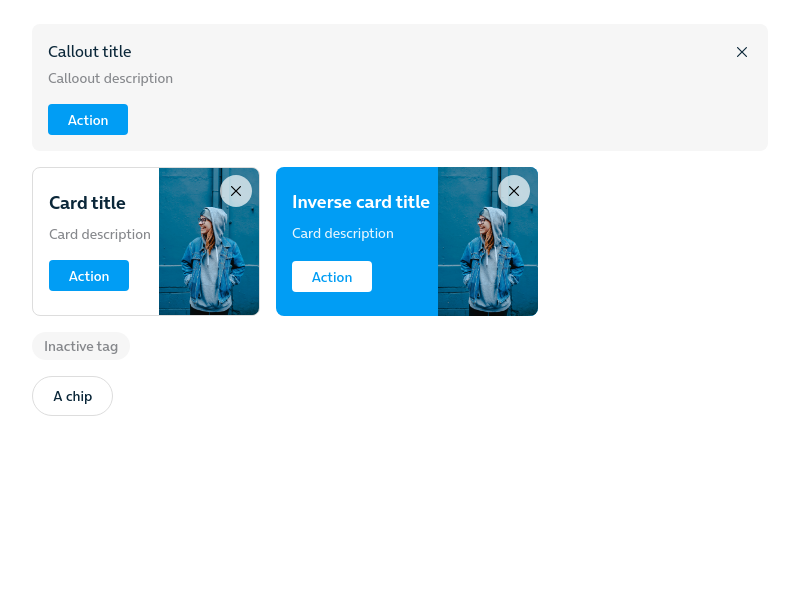 Callout title
Calloout description
Action
Card title
Card description
Action
Inverse card title
Card description
Action
Inactive tag
A chip